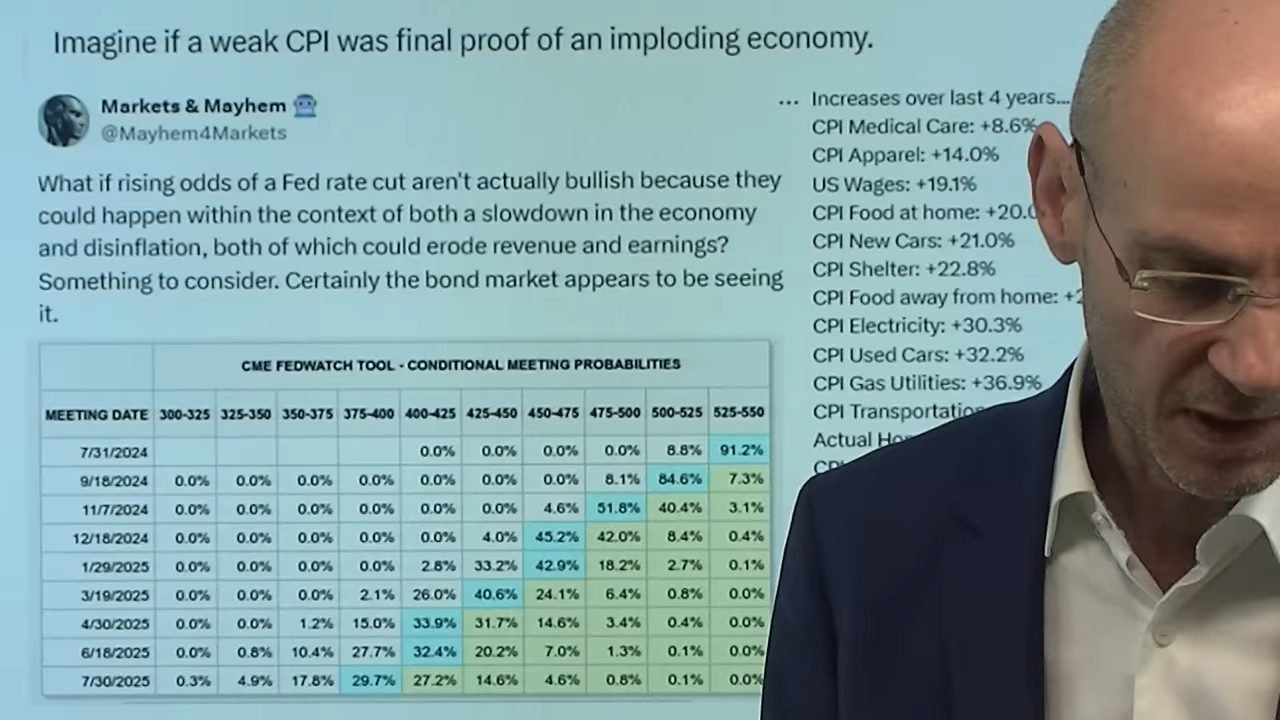 Imagine if a weak CPI was final proof of an imploding economy.
Markets & Mayhem
@Mayhem4Markets
...
What if rising odds of a Fed rate cut aren't actually bullish because they
could happen within the context of both a slowdown in the economy
and disinflation, both of which could erode revenue and earnings?
Something to consider. Certainly the bond market appears to be seeing
it.
CME FEDWATCH TOOL - CONDITIONAL MEETING PROBABILITIES
MEETING DATE 300-325 325-350 350-375 375-400 400-425 425-450 450-475 475-500 500-525 525-550
7/31/2024 0.0% 0.0% 0.0% 0.0% 8.8% 91.2%
9/18/2024 0.0% 0.0% 0.0% 0.0% 0.0% 0.0% 0.0% 8.1% 84.6% 7.3%
11/7/2024 0.0% 0.0% 0.0% 0.0% 0.0% 0.0% 4.6% 51.8% 40.4% 3.1%
12/18/2024 0.0% 0.0% 0.0% 0.0% 0.0% 4.0% 45.2% 42.0% 8.4% 0.4%
1/29/2025 0.0% 0.0% 0.0% 0.0% 2.8% 33.2% 42.9% 18.2% 2.7% 0.1%
3/19/2025 0.0% 0.0% 0.0% 2.1% 26.0% 40.6% 24.1% 6.4% 0.8% 0.0%
4/30/2025 0.0% 0.0% 1.2% 15.0% 33.9% 31.7% 14.6% 3.4% 0.4% 0.0%
6/18/2025 0.0% 0.8% 10.4% 27.7% 32.4% 20.2% 7.0% 1.3% 0.1% 0.0%
7/30/2025 0.3% 4.9% 17.8% 29.7% 27.2% 14.6% 4.6% 0.8% 0.1% 0.0%
Increases over last 4 years...
CPI Medical Care: +8.6%
CPI Apparel: +14.0%
US Wages: +19.1%
CPI Food at home: +20.
CPI New Cars: +21.0%
CPI Shelter: +22.8%
CPI Food away from home:
CPI Electricity: +30.3%
CPI Used Cars: +32.2%
CPI Gas Utilities: +36.9%
CPI
Actual